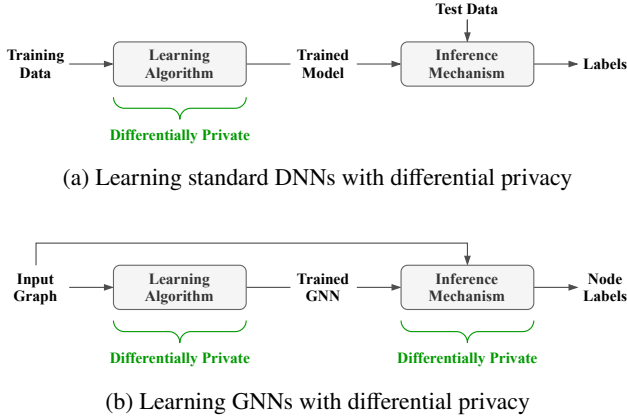 Test Data
Training
Data
Learning
Algorithm
Trained
Model
Inference
Mechanism
Labels
Differentially Private
(a) Learning standard DNNs with differential privacy
Input
Graph
Learning
Algorithm
Trained
GNN
Inference
Mechanism
Node
Labels
Differentially Private
Differentially Private
(b) Learning GNNs with differential privacy